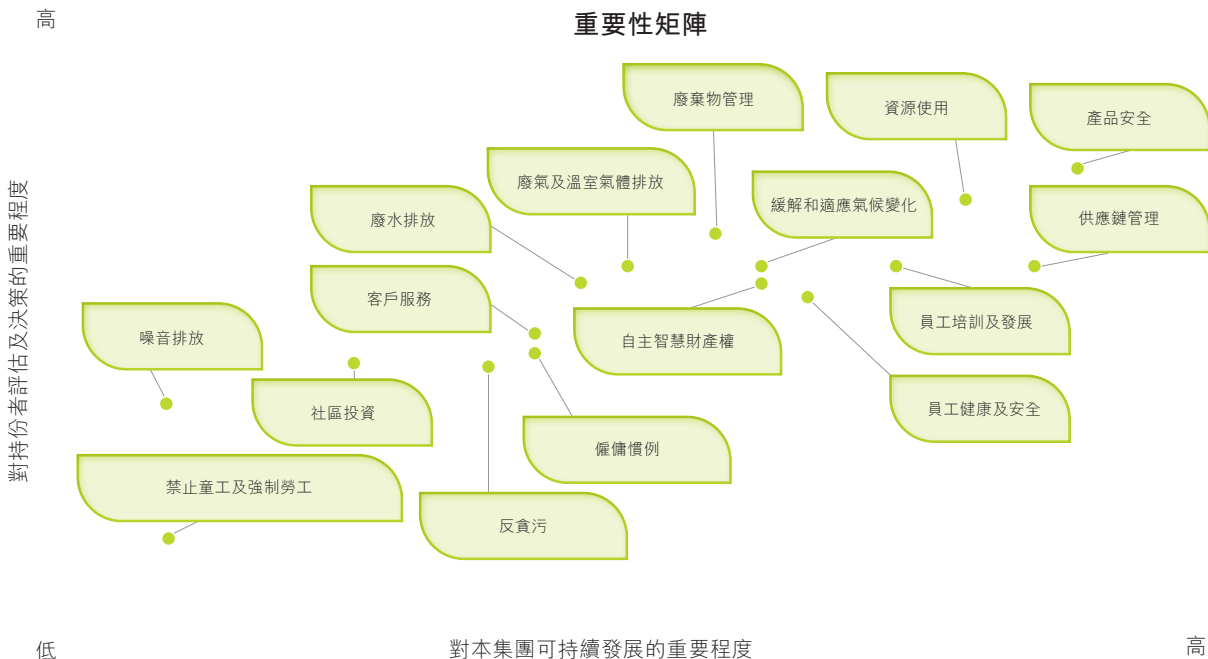 高
重要性矩陣
廢棄物管理
資源使用
產品安全
廢氣及溫室氣體排放
緩解和適應氣候變化
廢水排放
供應鏈管理
對持份者評估及決策的重要程度
客戶服務
噪音排放
自主智慧財產權
員工培訓及發展
社區投資
員工健康及安全
僱傭慣例
禁止童工及強制勞工
反貪污
低
對本集團可持續發展的重要程度
高